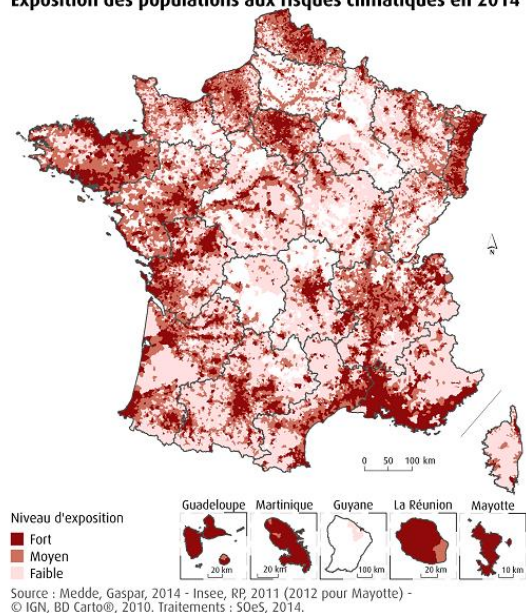 Exposition des populations aux risques climatiques en 2014
N
0 50 100 km
Guadeloupe Martinique Guyane La Réunion Mayotte
Niveau d'exposition
Fort
Moyen
Faible
20 km 20 km 100 km 20 km 10 km
Source : Medde, Gaspar, 2014 - Insee, RP, 2011 (2012 pour Mayotte) -
© IGN, BD Carto®, 2010. Traitements : SOeS, 2014.